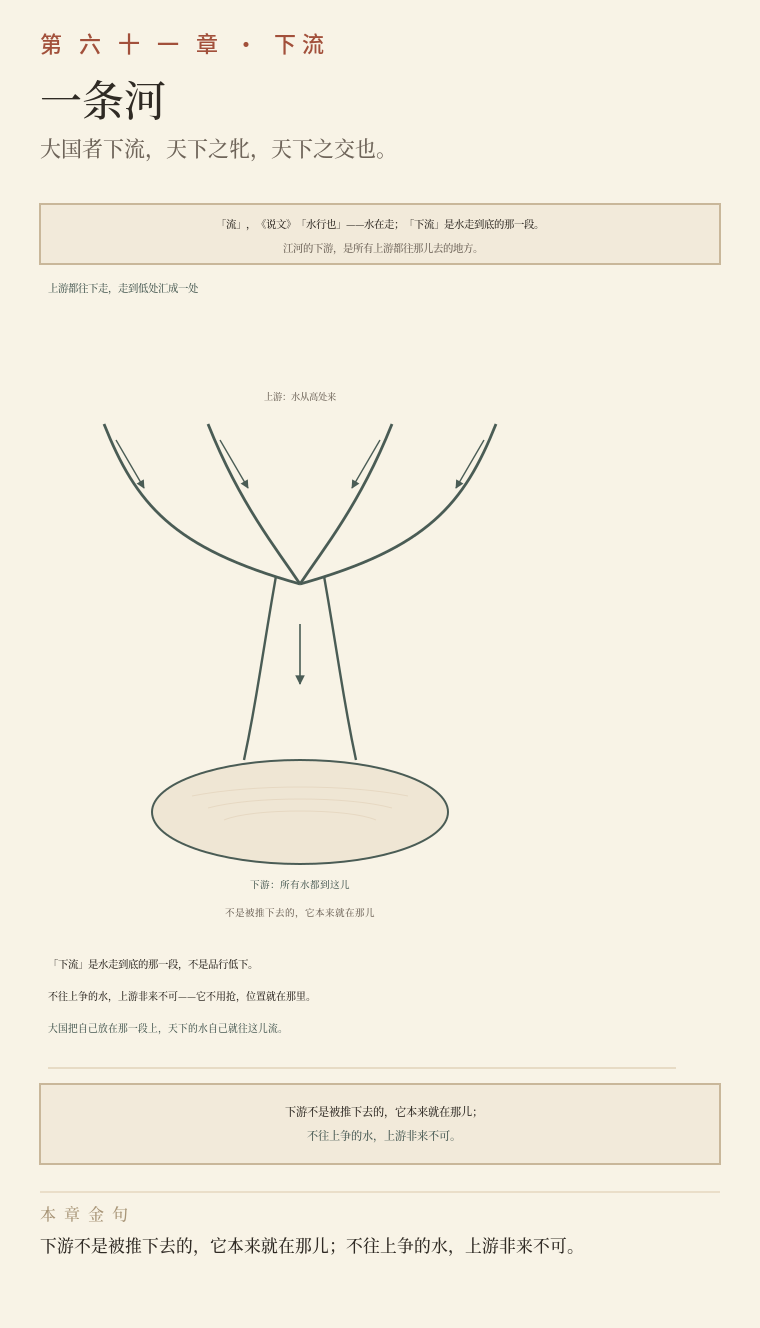 第六十一章·下流
一条河
大国者下流，天下之牝，天下之交也。
「流」，《说文》「水行也」——水在走；「下流」是水走到底的那一段。
江河的下游，是所有上游都往那儿去的地方。
上游都往下走，走到低处汇成一处
上游：水从高处来
下游：所有水都到这儿
不是被推下去的，它本来就在那儿
「下流」是水走到底的那一段，不是品行低下。
不往上争的水，上游非来不可——它不用抢，位置就在那里。
大国把自己放在那一段上，天下的水自己就往这儿流。
下游不是被推下去的，它本来就在那儿；
不往上争的水，上游非来不可。
本章金句
下游不是被推下去的，它本来就在那儿；不往上争的水，上游非来不可。